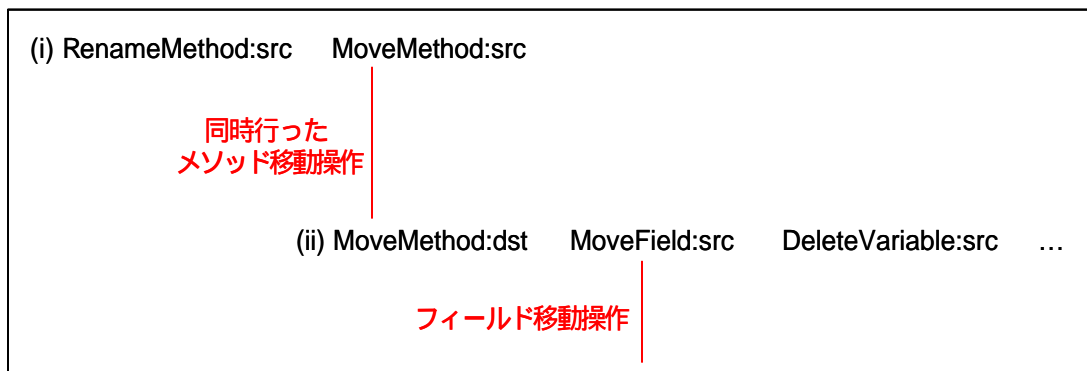 (i) RenameMethod:src MoveMethod:src
同時行った
メソッド移動操作
(ii) MoveMethod:dst MoveField:src DeleteVariable:src …
フィールド移動操作